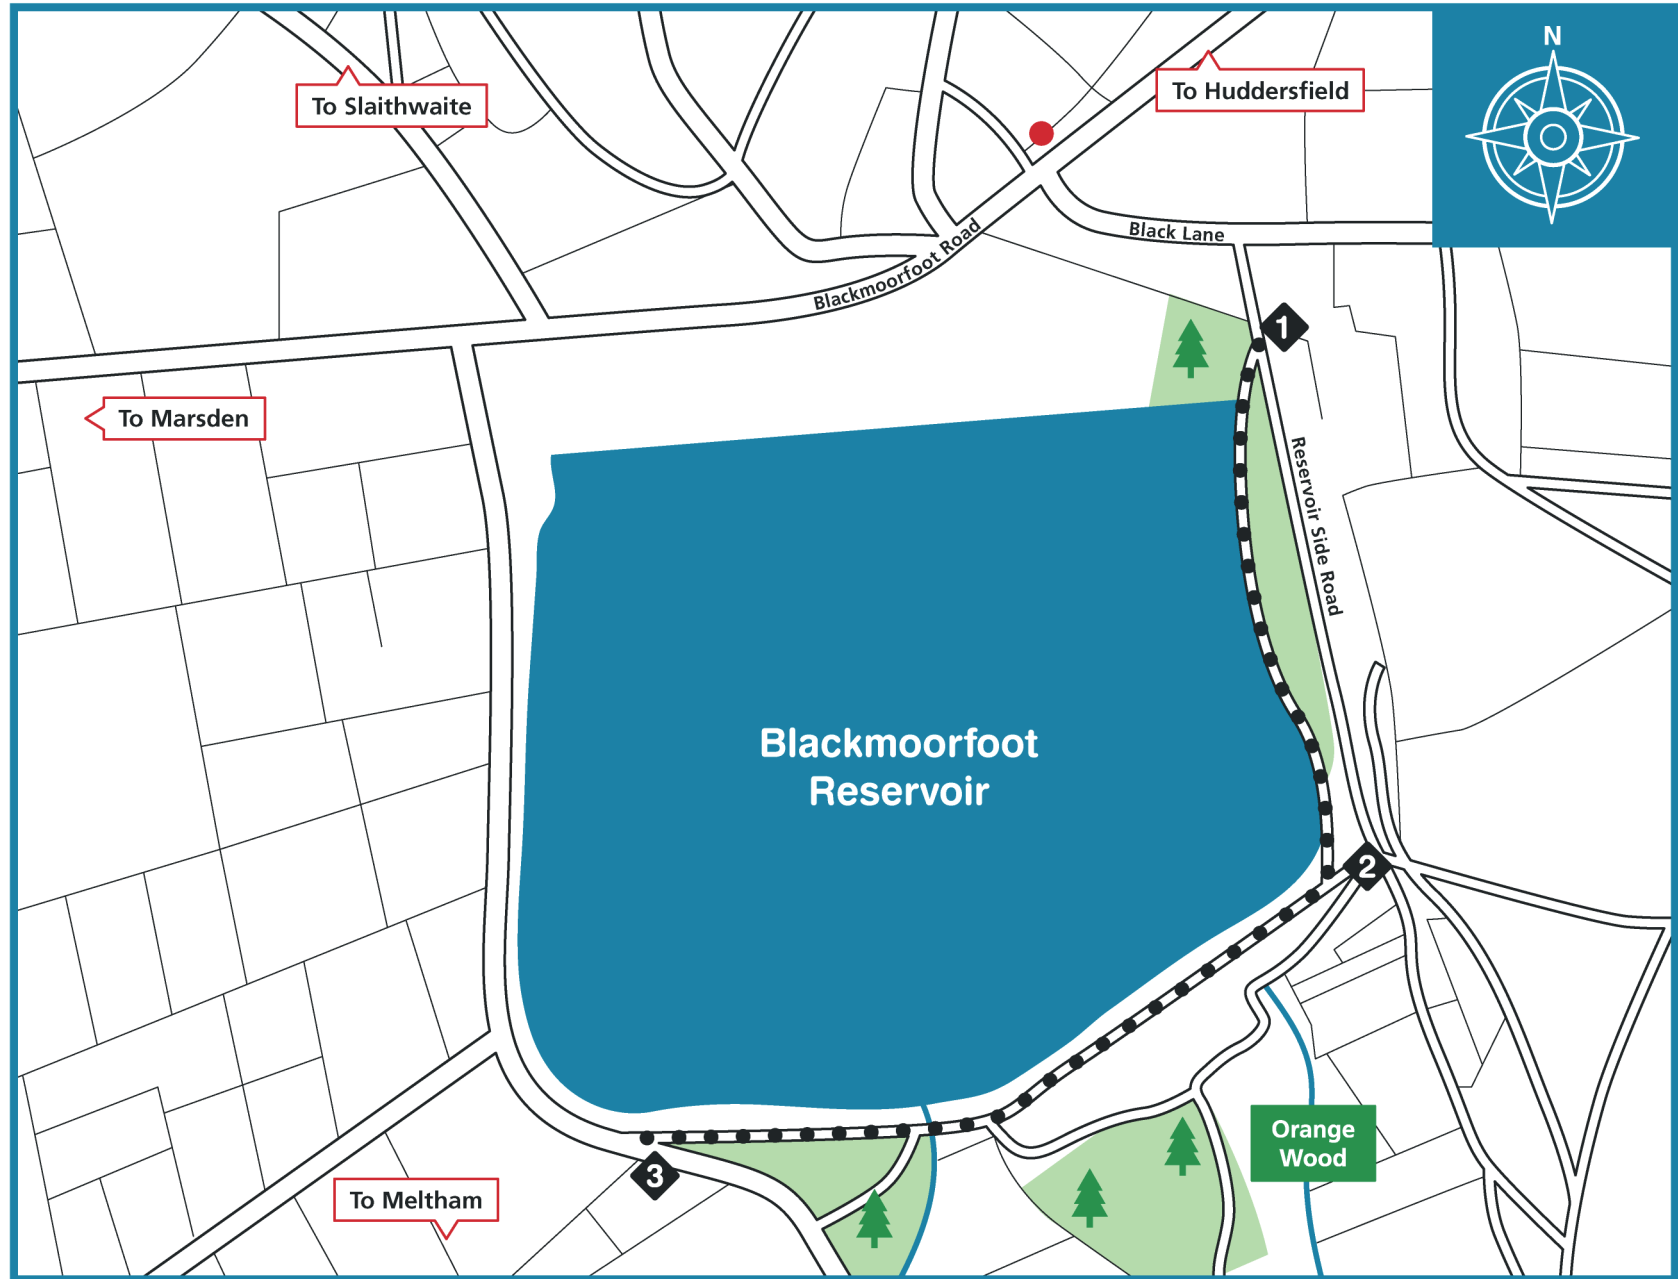 N
To Slaithwaite
To Huddersfield
Black Lane
Blackmoorfoot Road
1
To Marsden
Reservoir Side Road
Blackmoorfoot
Reservoir
2
Orange
Wood
3
To Meltham